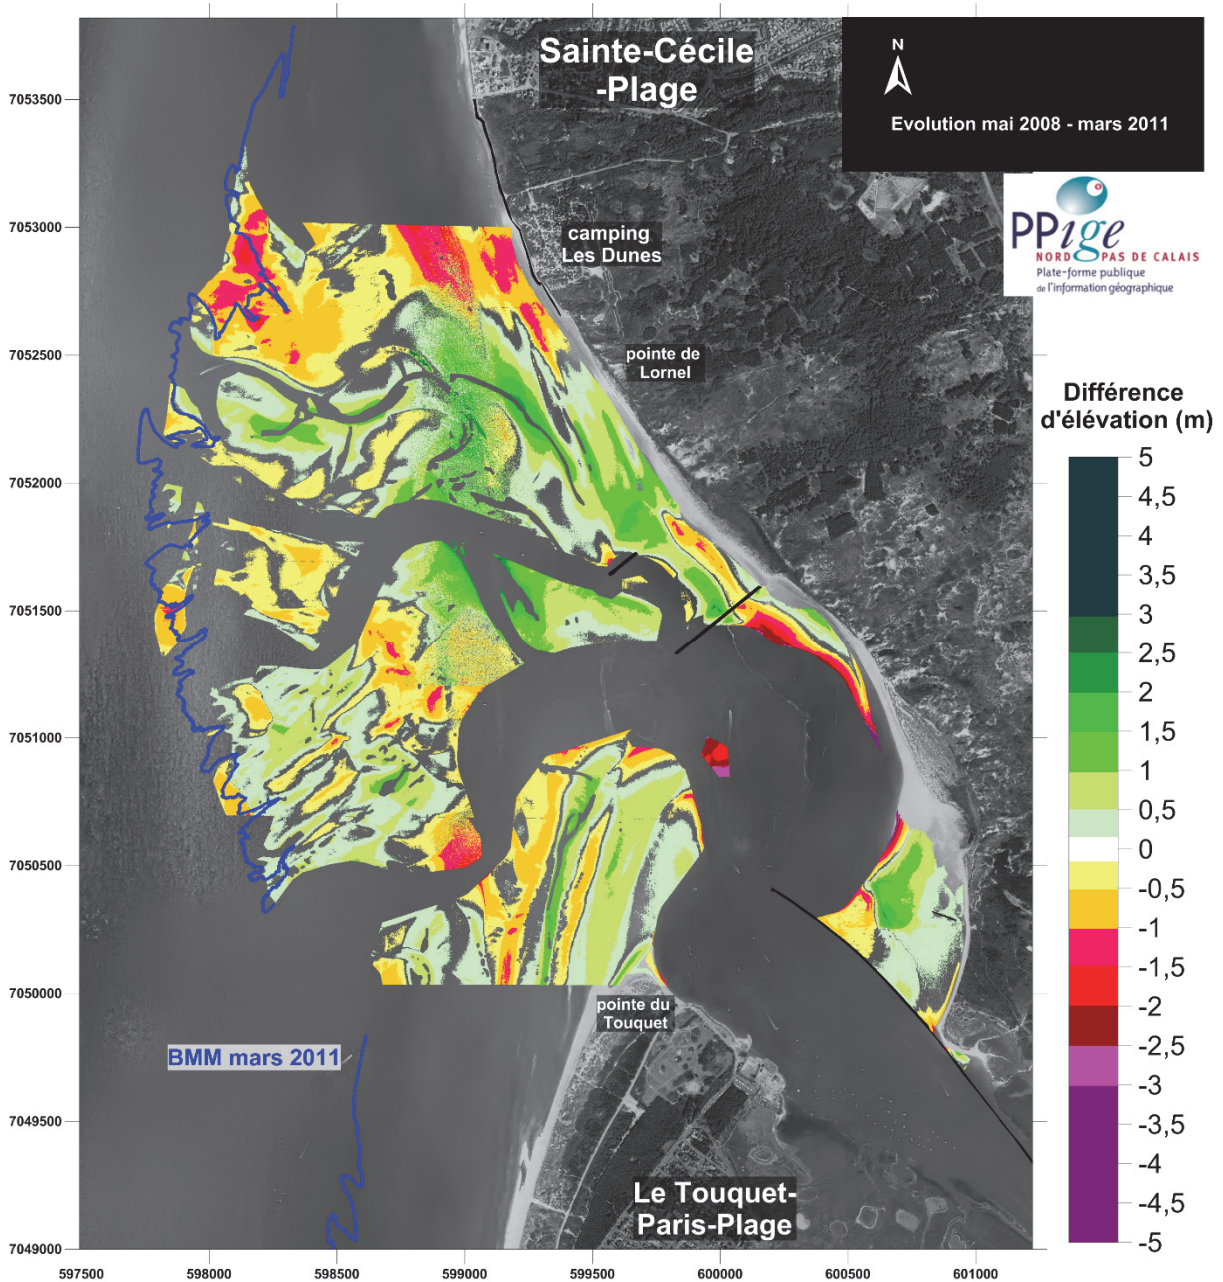 Sainte-Cécile
-Plage
N
Evolution mai 2008 - mars 2011
PPige
NORD PAS DE CALAIS
Plate-forme publique
de l'information géographique
camping
Les Dunes
pointe de
Lornel
Différence
d'élévation (m)
5
4,5
4
3,5
3
2,5
2
1,5
1
0,5
0
-0,5
-1
-1,5
-2
-2,5
-3
-3,5
-4
-4,5
-5
7053500
7053000
7052500
7052000
7051500
7051000
7050500
7050000
7049500
7049000
pointe du
Touquet
BMM mars 2011
Le Touquet-
Paris-Plage
597500
598000
598500
599000
599500
600000
600500
601000